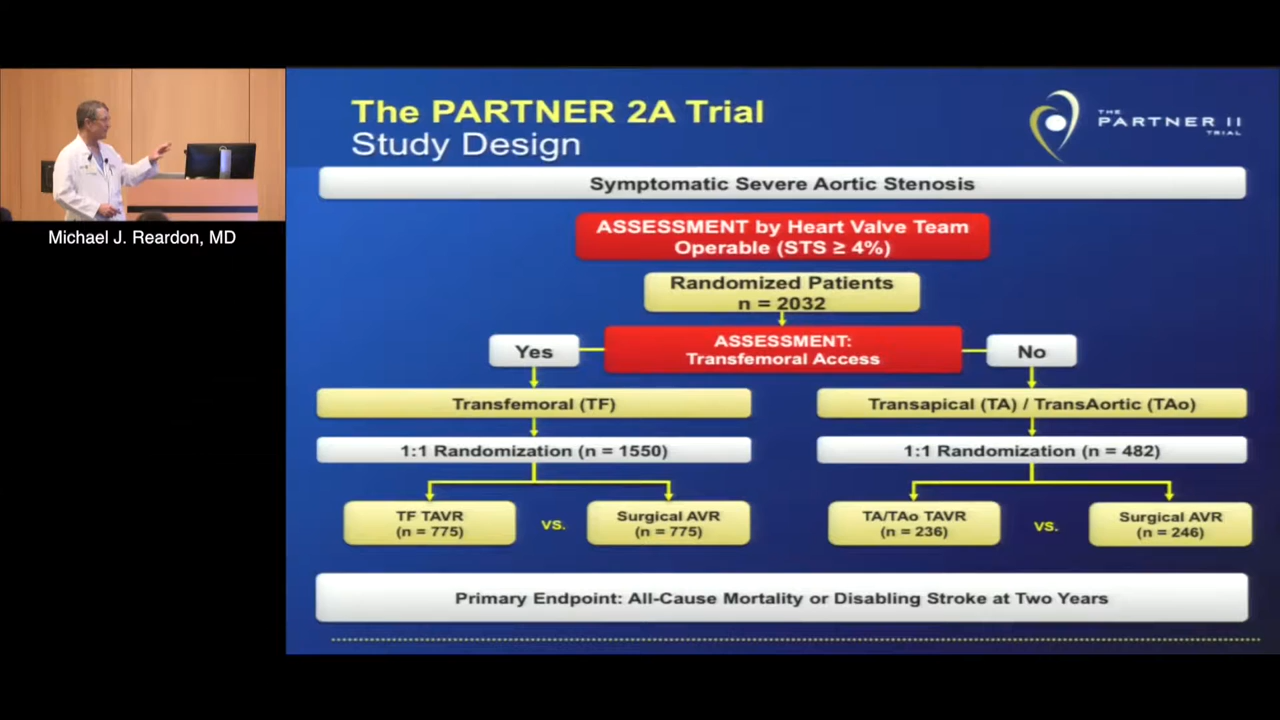 The PARTNER 2A Trial
Study Design
THE
PARTNER II
TRIAL
Symptomatic Severe Aortic Stenosis
Michael J. Reardon, MD
ASSESSMENT by Heart Valve Team
Operable (STS ≥ 4%)
Randomized Patients
n = 2032
Yes
ASSESSMENT:
Transfemoral Access
No
Transfemoral (TF)
Transapical (TA) / TransAortic (TAo)
1:1 Randomization (n = 1550)
1:1 Randomization (n = 482)
TF TAVR
(n = 775)
VS.
Surgical AVR
(n = 775)
TA/TAo TAVR
(n = 236)
VS.
Surgical AVR
(n = 246)
Primary Endpoint: All-Cause Mortality or Disabling Stroke at Two Years